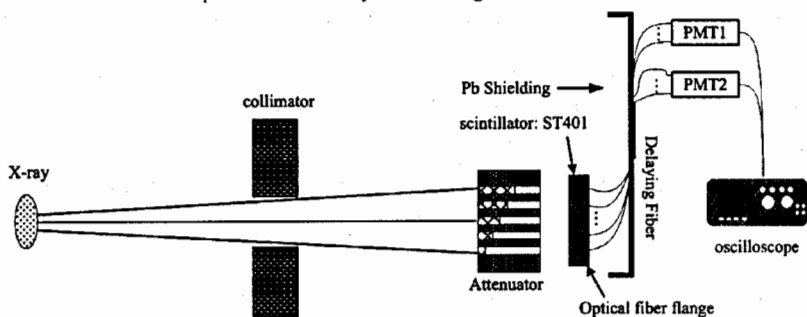 PMT1
PMT2
Pb Shielding
collimator
scintillator: ST401
X-ray
Delaying Fiber
oscilloscope
Attenuator
Optical fiber flange